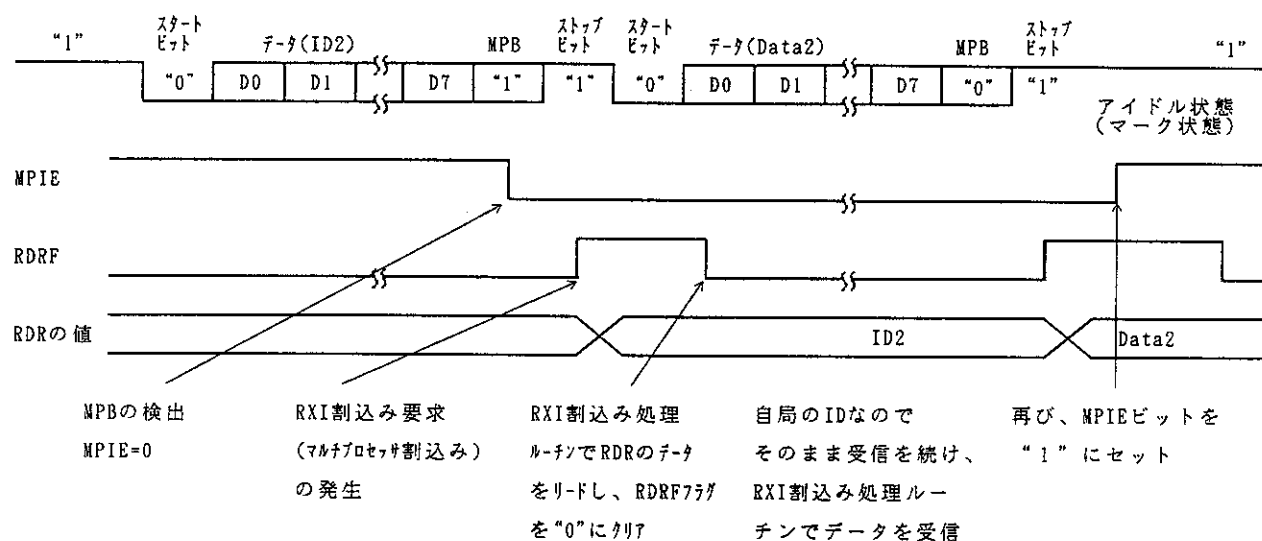 スタート
ビット
データ(ID2)
MPB
ストップ
ビット
スタート
ビット
データ(Data2)
MPB
ストップ
ビット
“1”
“1”
“0” D0 D1 D7 “1” “1” “0” D0 D1 D7 “0” “1”
アイドル状態
(マーク状態)
MPIE
RDRF
RDRの値
ID2
Data2
MPBの検出
MPIE=0
RXI割込み要求
(マルチプロセッサ割込み)
の発生
RXI割込み処理
ルーチンでRDRのデータ
をリードし、RDRFフラグ
を“0”にクリア
自局のIDなので
そのまま受信を続け、
RXI割込み処理ルー
チンでデータを受信
再び、MPIEビットを
“1”にセット